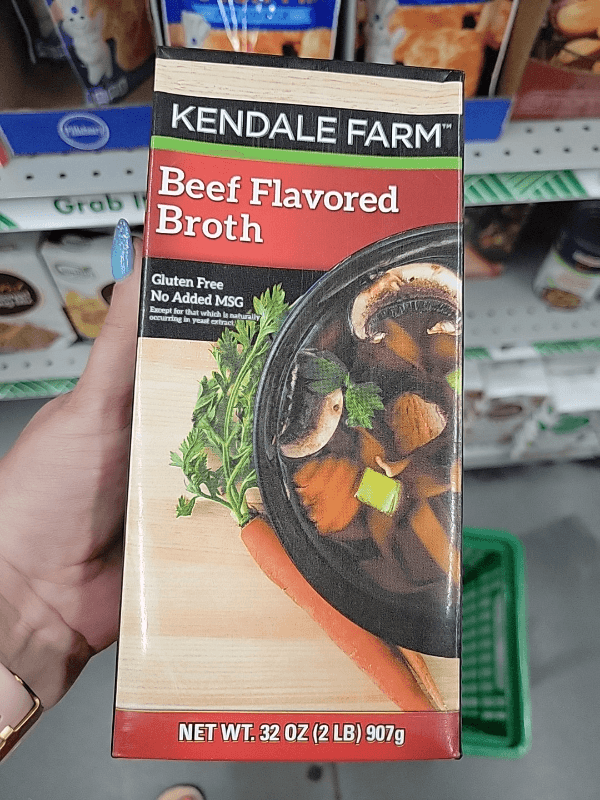 Pillsbury
KENDALE FARM™
Beef Flavored
Broth
Grab
Gluten Free
No Added MSG
Except for that which is naturally
occurring in yeast extract.
NET WT. 32 OZ (2 LB) 907g